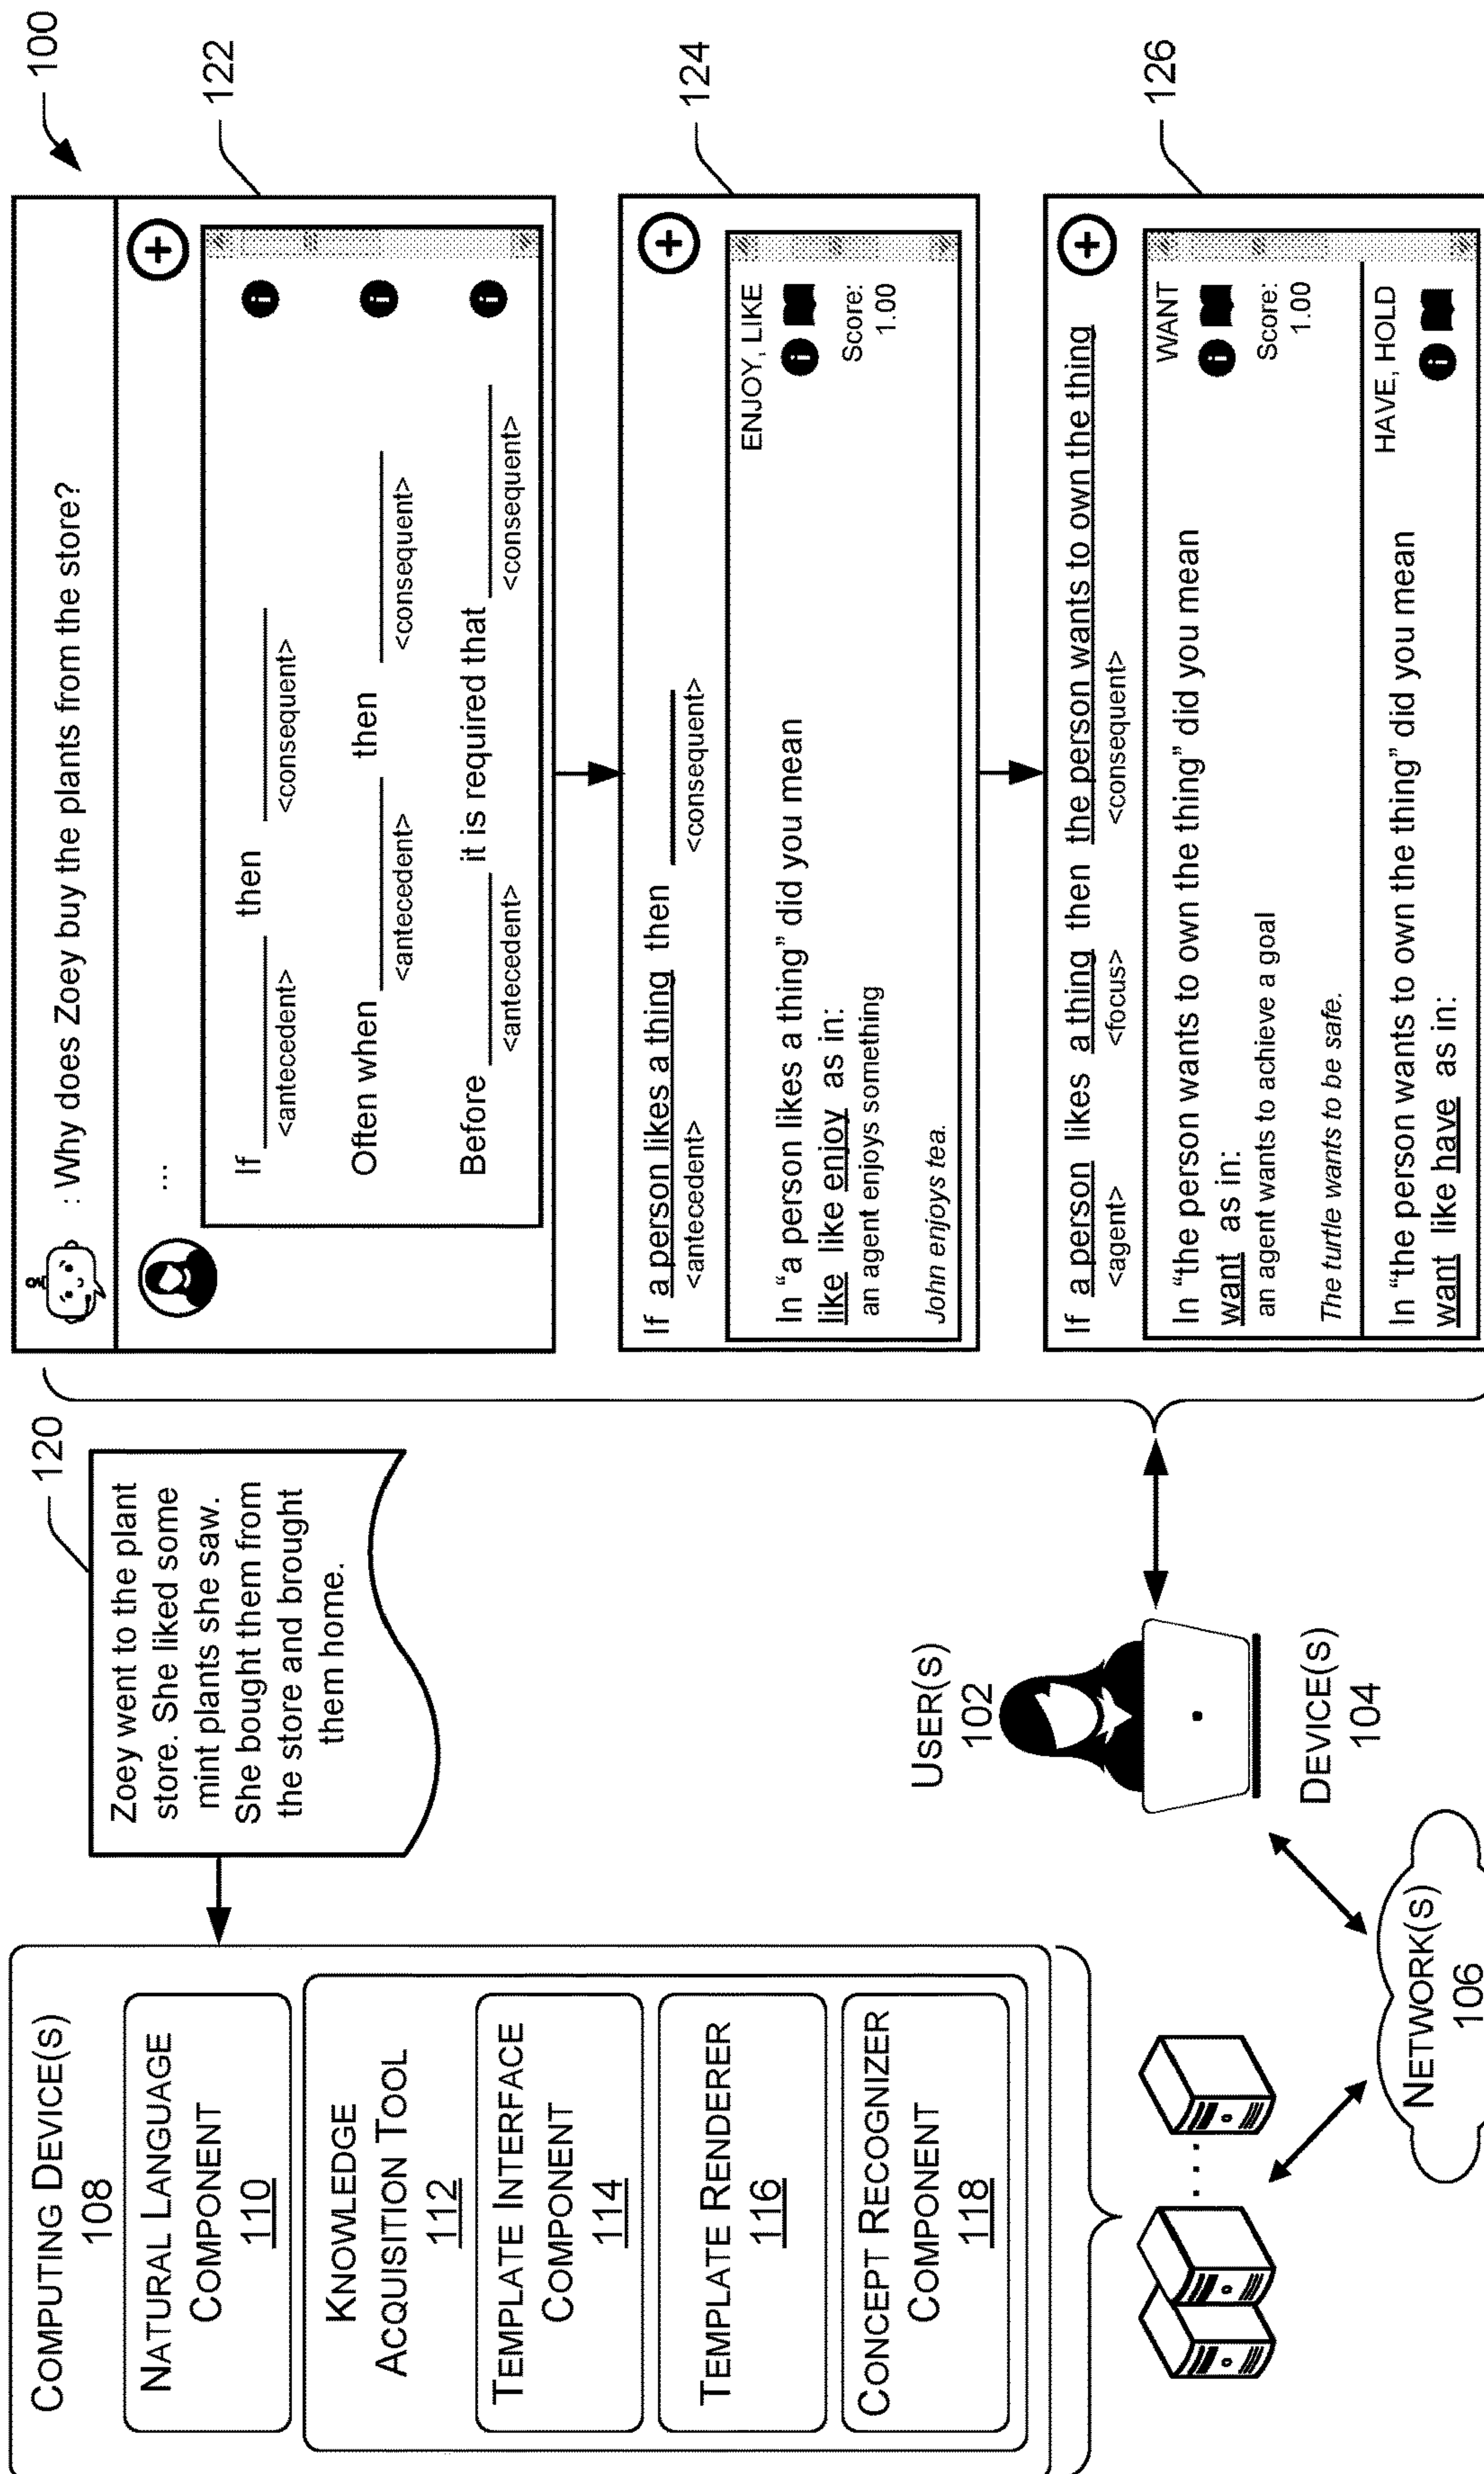 COMPUTING DEVICE(S)
108
NATURAL LANGUAGE
COMPONENT
110
KNOWLEDGE
ACQUISITION TOOL
112
TEMPLATE INTERFACE
COMPONENT
114
TEMPLATE RENDERER
116
CONCEPT RECOGNIZER
COMPONENT
118
120
Zoey went to the plant
store. She liked some
mint plants she saw.
She bought them from
the store and brought
them home.
USER(S)
102
DEVICE(S)
104
NETWORK(S)
106
100
: Why does Zoey buy the plants from the store?
122
...
If ____ then ____
<antecedent> <consequent>
Often when ____ then ____
<antecedent> <consequent>
Before ____ it is required that ____
<antecedent> <consequent>
124
If a person likes a thing then ____
<antecedent> <consequent>
In “a person likes a thing” did you mean
ENJOY, LIKE
like like enjoy as in:
an agent enjoys something
Score:
1.00
John enjoys tea.
126
If a person likes a thing then the person wants to own the thing
<agent> <focus> <consequent>
In “the person wants to own the thing” did you mean
WANT
want as in:
an agent wants to achieve a goal
Score:
1.00
The turtle wants to be safe.
In “the person wants to own the thing” did you mean
HAVE, HOLD
want like have as in: